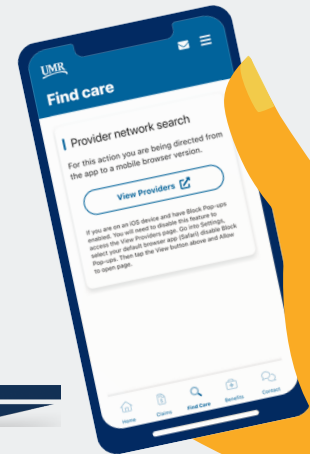 UMR
Find care
Provider network search
For this action you are being directed from
the app to a mobile browser version.
View Providers
If you are on an iOS device and have Block Pop-ups
enabled. You will need to disable this feature to
access the View Providers page. Go into Settings,
select your default browser app (Safari) disable Block
Pop-ups. Then tap the View button above and Allow
to open page.
Home Claims Find Care Benefits Contact